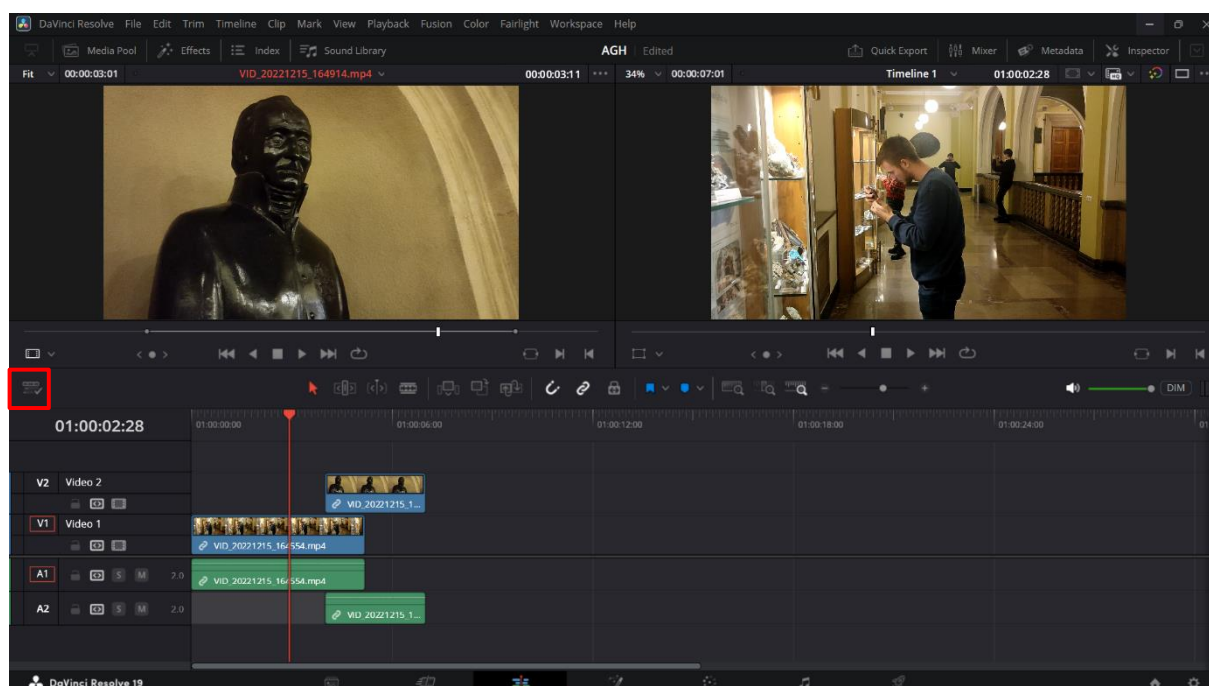 DaVinci Resolve File Edit Trim Timeline Clip Mark View Playback Fusion Color Fairlight Workspace Help
Media Pool Effects Index Sound Library AGH Edited Quick Export Mixer Metadata Inspector
Fit 00:00:03:01 VID_20221215_164914.mp4 00:00:03:11 34% 00:00:07:01 Timeline 1 01:00:02:28
DIM
01:00:02:28 01:00:00:00 01:00:06:00 01:00:12:00 01:00:18:00 01:00:24:00
V2 Video 2
VID_20221215_1...
V1 Video 1
VID_20221215_164554.mp4
A1 S M 2.0 VID_20221215_164554.mp4
A2 S M 2.0 VID_20221215_1...
DaVinci Resolve 19